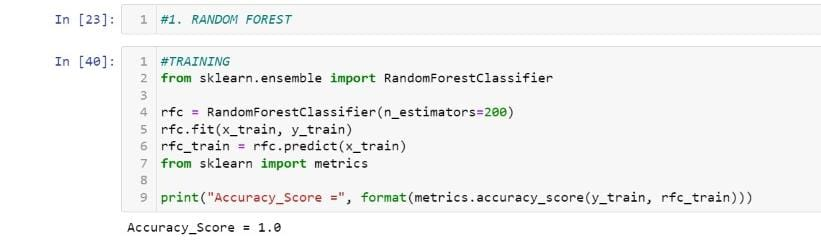 In [23]: 1 #1. RANDOM FOREST
In [40]: 1 #TRAINING
2 from sklearn.ensemble import RandomForestClassifier
3
4 rfc = RandomForestClassifier(n_estimators=200)
5 rfc.fit(x_train, y_train)
6 rfc_train = rfc.predict(x_train)
7 from sklearn import metrics
8
9 print("Accuracy_Score =", format(metrics.accuracy_score(y_train, rfc_train)))
Accuracy_Score = 1.0